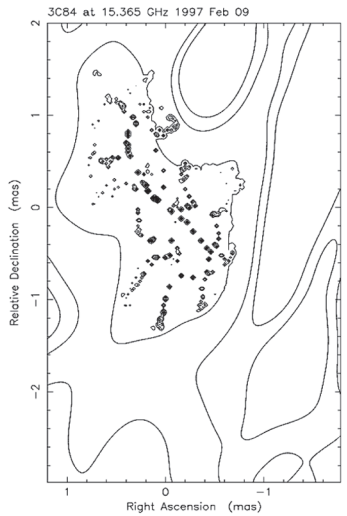 3C84 at 15.365 GHz 1997 Feb 09
2
1
0
−1
−2
Relative Declination (mas)
1 0 −1
Right Ascension (mas)